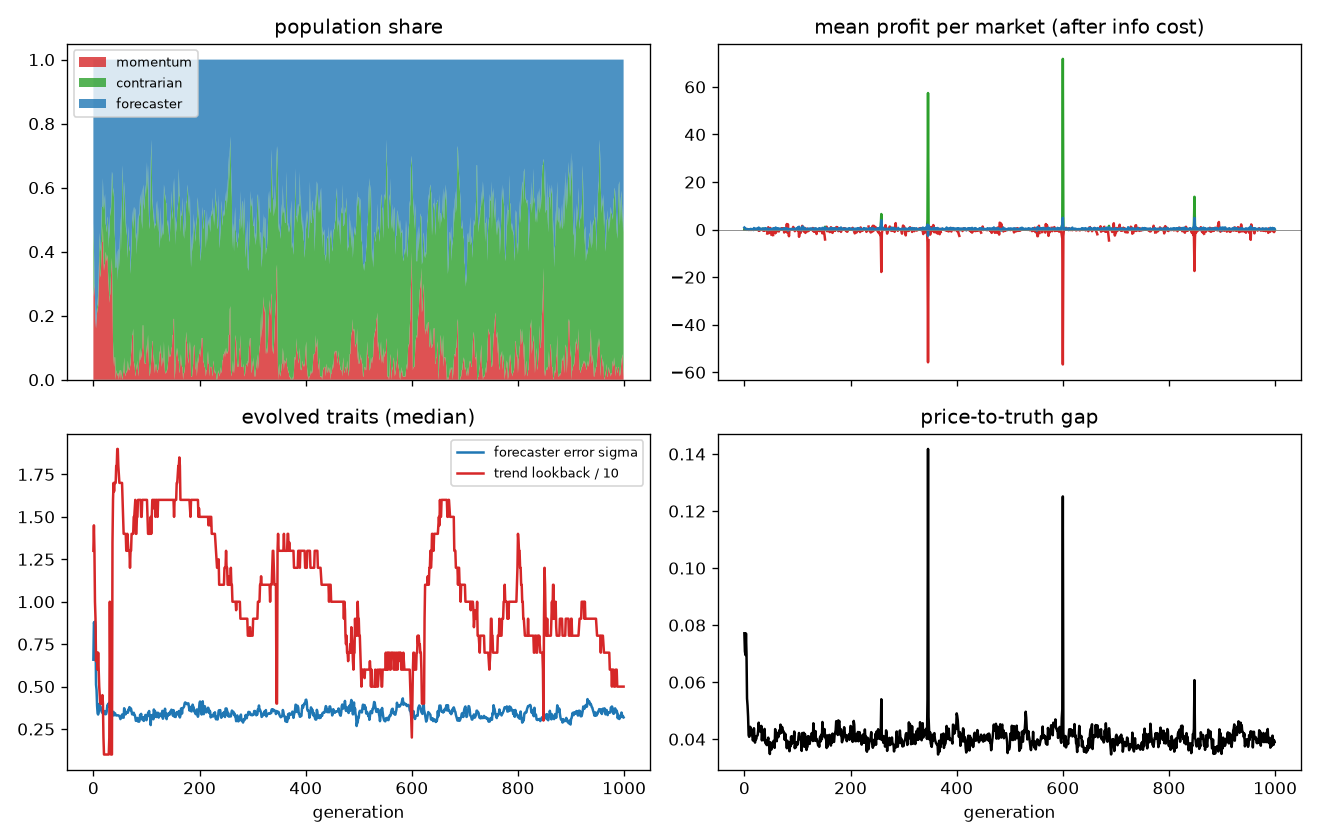 population share
1.0
0.8
0.6
0.4
0.2
0.0
momentum
contrarian
forecaster
mean profit per market (after info cost)
60
40
20
0
−20
−40
−60
evolved traits (median)
1.75
1.50
1.25
1.00
0.75
0.50
0.25
forecaster error sigma
trend lookback / 10
0 200 400 600 800 1000
generation
price-to-truth gap
0.14
0.12
0.10
0.08
0.06
0.04
0 200 400 600 800 1000
generation